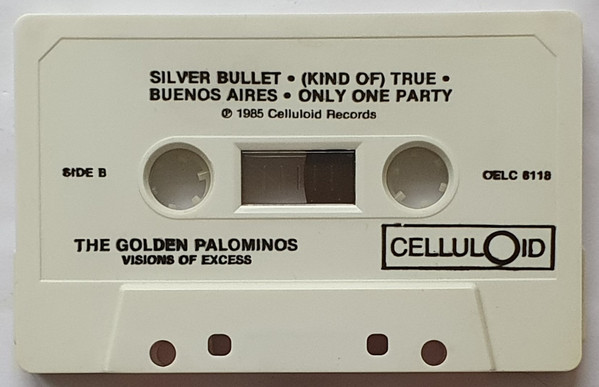 SILVER BULLET • (KIND OF) TRUE •
BUENOS AIRES • ONLY ONE PARTY
℗ 1985 Celluloid Records
SIDE B
OELC 6118
THE GOLDEN PALOMINOS
VISIONS OF EXCESS
CELLULOID